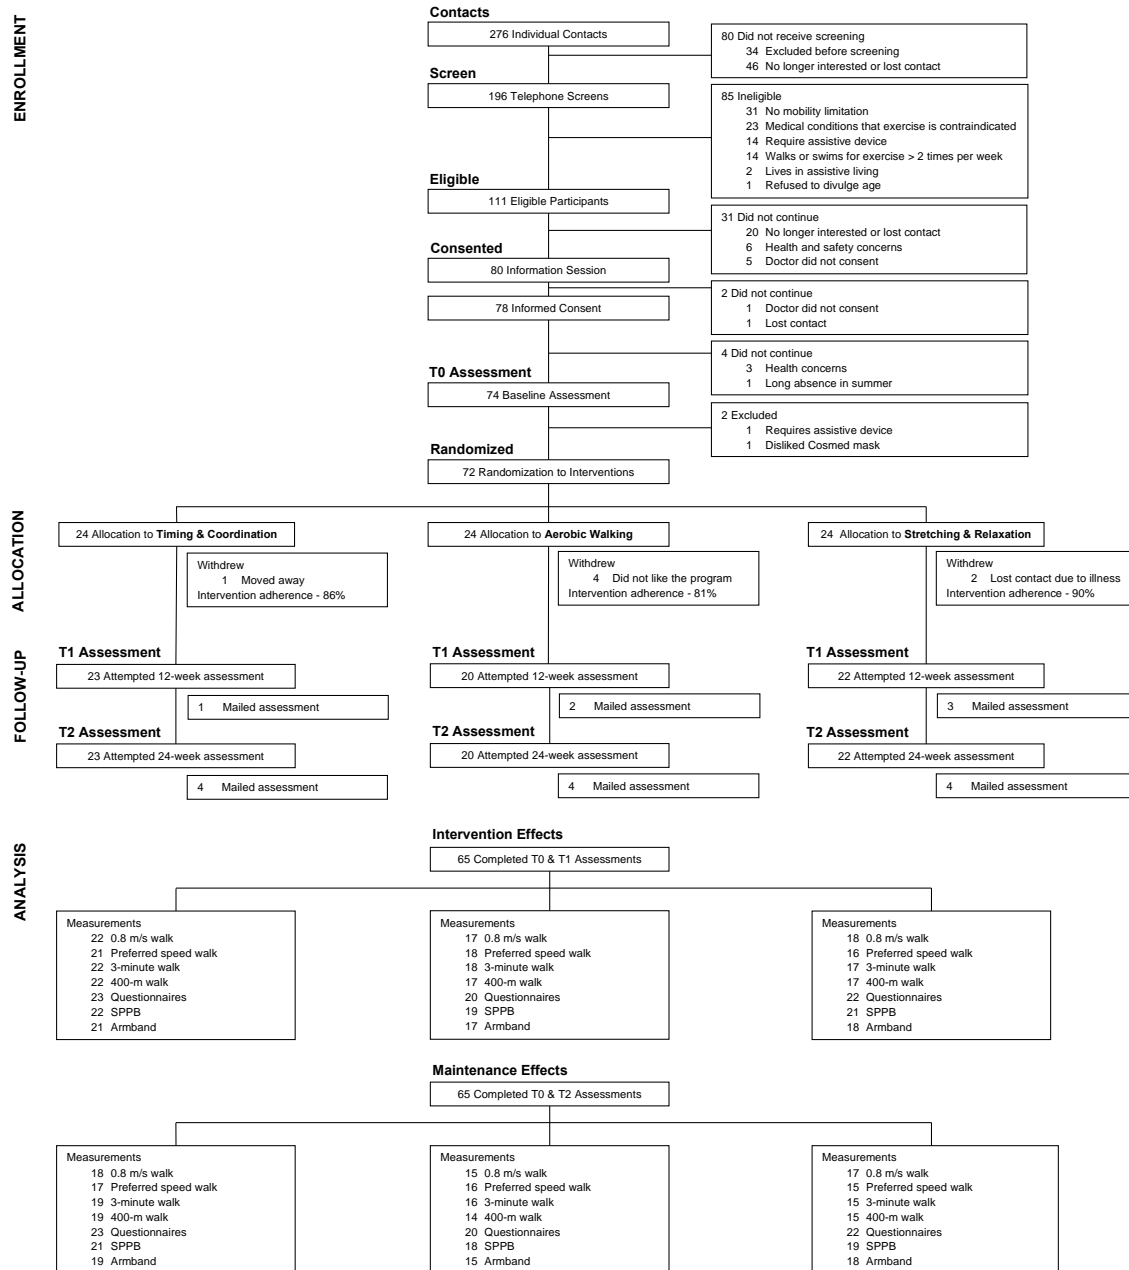 ENROLLMENT
Contacts
276 Individual Contacts
80 Did not receive screening
34 Excluded before screening
46 No longer interested or lost contact
Screen
196 Telephone Screens
85 Ineligible
31 No mobility limitation
23 Medical conditions that exercise is contraindicated
14 Require assistive device
14 Walks or swims for exercise > 2 times per week
2 Lives in assistive living
1 Refused to divulge age
Eligible
111 Eligible Participants
31 Did not continue
20 No longer interested or lost contact
6 Health and safety concerns
5 Doctor did not consent
Consented
80 Information Session
2 Did not continue
1 Doctor did not consent
1 Lost contact
78 Informed Consent
4 Did not continue
3 Health concerns
1 Long absence in summer
T0 Assessment
74 Baseline Assessment
2 Excluded
1 Requires assistive device
1 Disliked Cosmed mask
Randomized
72 Randomization to Interventions
ALLOCATION
24 Allocation to Timing & Coordination
24 Allocation to Aerobic Walking
24 Allocation to Stretching & Relaxation
Withdrew
1 Moved away
Intervention adherence - 86%
Withdrew
4 Did not like the program
Intervention adherence - 81%
Withdrew
2 Lost contact due to illness
Intervention adherence - 90%
FOLLOW-UP
T1 Assessment
23 Attempted 12-week assessment
1 Mailed assessment
T2 Assessment
23 Attempted 24-week assessment
4 Mailed assessment
T1 Assessment
20 Attempted 12-week assessment
2 Mailed assessment
T2 Assessment
20 Attempted 24-week assessment
4 Mailed assessment
T1 Assessment
22 Attempted 12-week assessment
3 Mailed assessment
T2 Assessment
22 Attempted 24-week assessment
4 Mailed assessment
ANALYSIS
Intervention Effects
65 Completed T0 & T1 Assessments
Measurements
22 0.8 m/s walk
21 Preferred speed walk
22 3-minute walk
22 400-m walk
23 Questionnaires
22 SPPB
21 Armband
Measurements
17 0.8 m/s walk
18 Preferred speed walk
18 3-minute walk
17 400-m walk
20 Questionnaires
19 SPPB
17 Armband
Measurements
18 0.8 m/s walk
16 Preferred speed walk
17 3-minute walk
17 400-m walk
22 Questionnaires
21 SPPB
18 Armband
Maintenance Effects
65 Completed T0 & T2 Assessments
Measurements
18 0.8 m/s walk
17 Preferred speed walk
19 3-minute walk
19 400-m walk
23 Questionnaires
21 SPPB
19 Armband
Measurements
15 0.8 m/s walk
16 Preferred speed walk
16 3-minute walk
14 400-m walk
20 Questionnaires
18 SPPB
15 Armband
Measurements
17 0.8 m/s walk
15 Preferred speed walk
15 3-minute walk
15 400-m walk
22 Questionnaires
19 SPPB
18 Armband